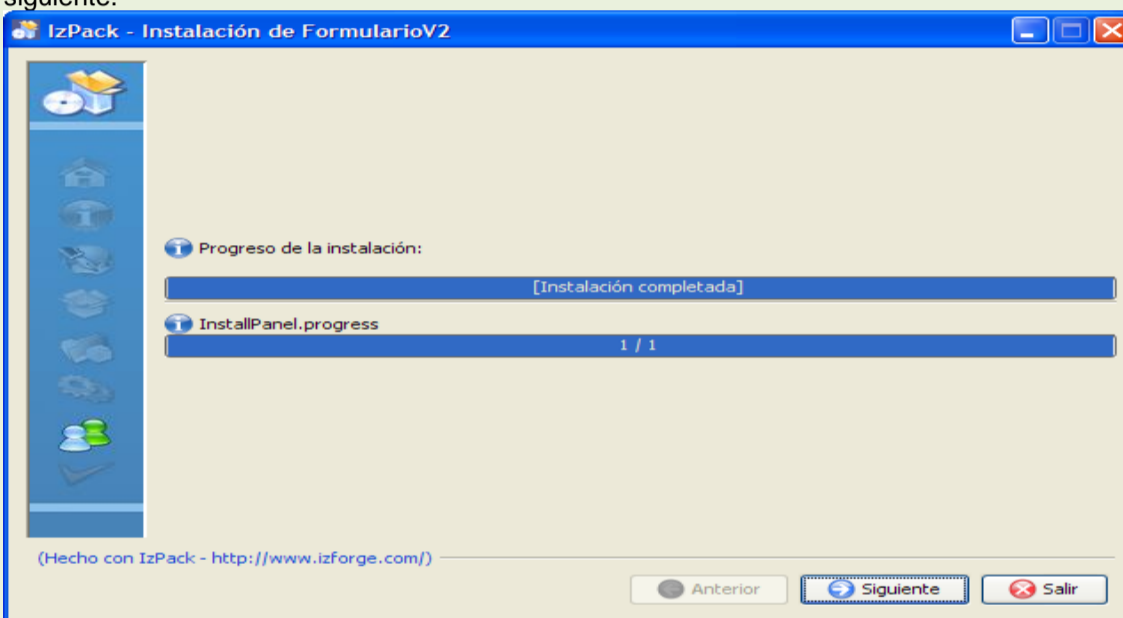 siguiente:
IzPack - Instalación de FormularioV2
Progreso de la instalación:
[Instalación completada]
InstallPanel.progress
1 / 1
(Hecho con IzPack - http://www.izforge.com/)
Anterior Siguiente Salir